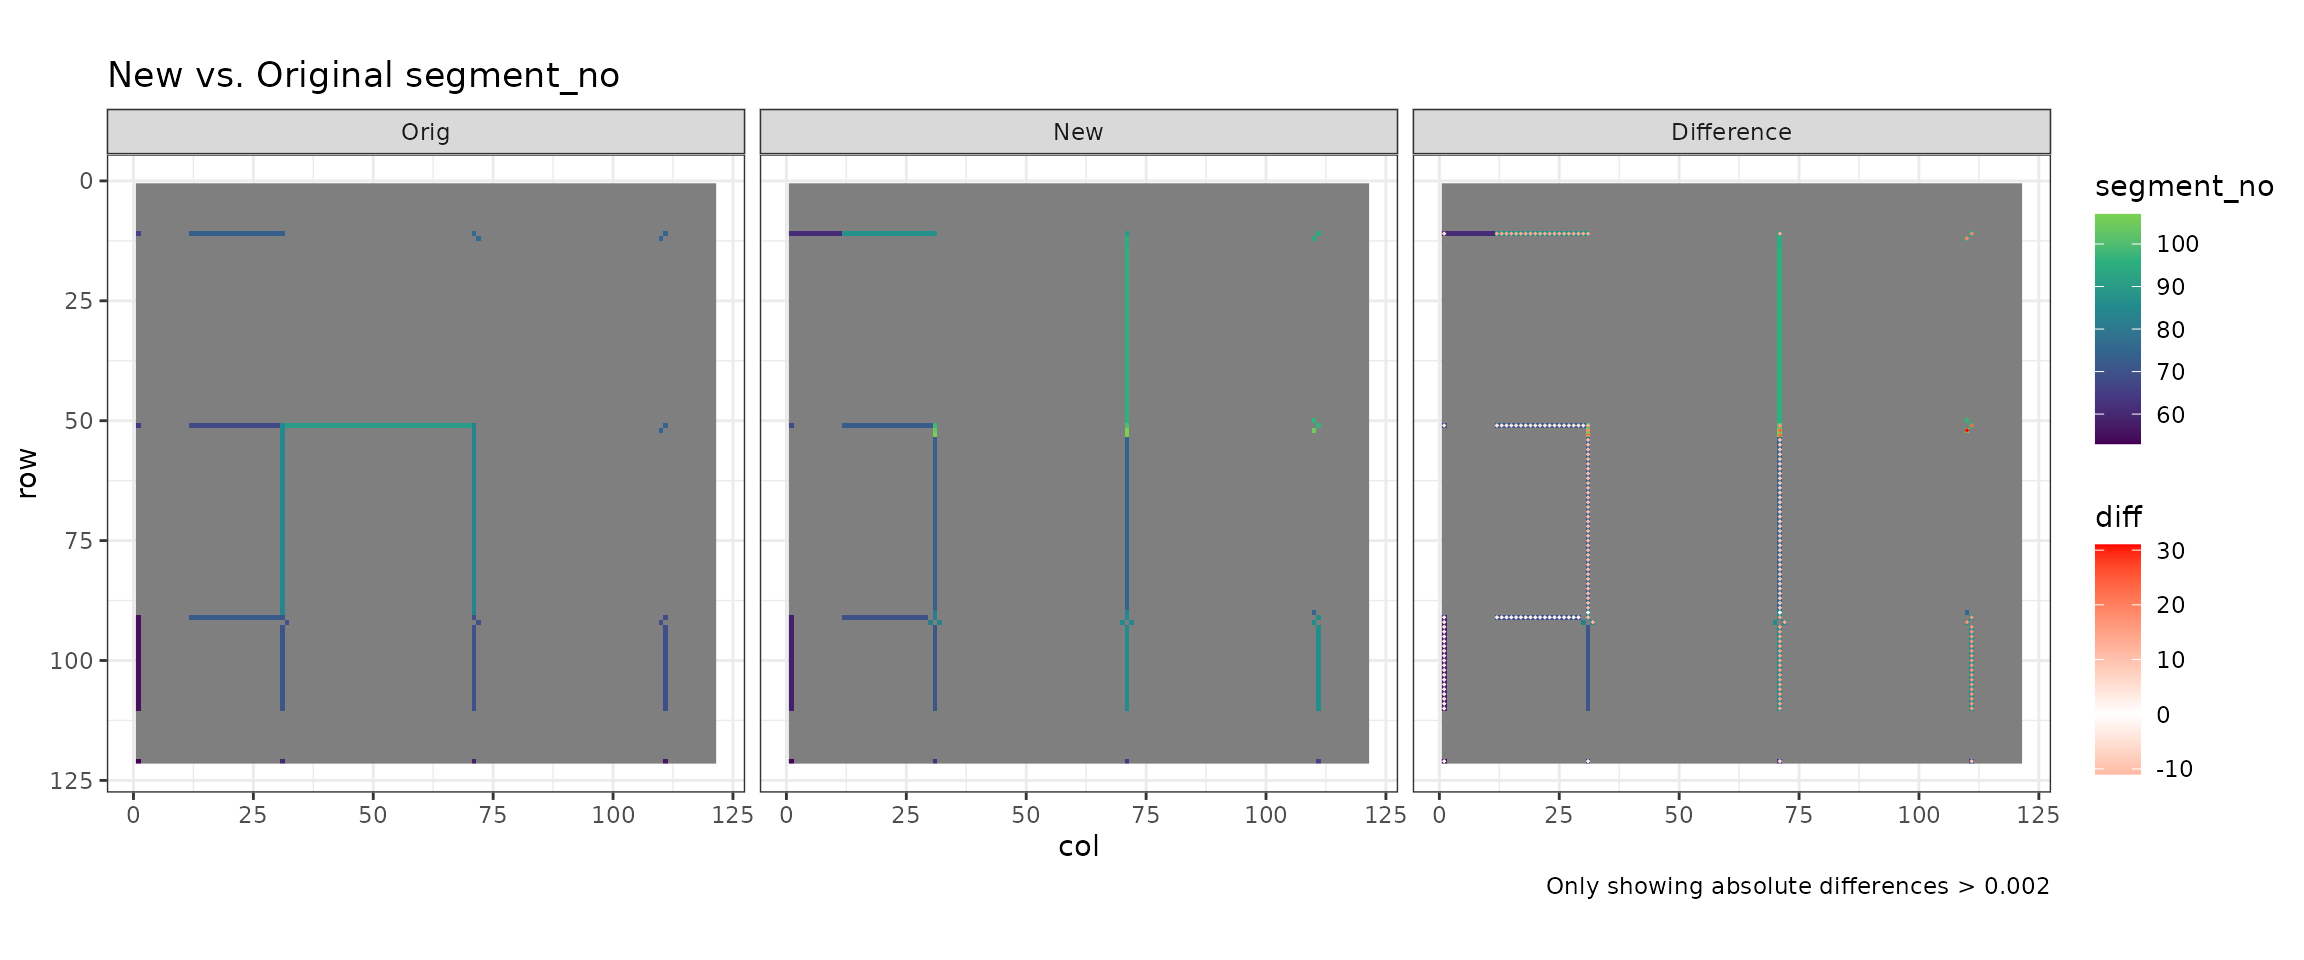 New vs. Original segment_no
Orig
New
Difference
row
0
25
50
75
100
125
0 25 50 75 100 125
0 25 50 75 100 125
0 25 50 75 100 125
col
segment_no
100
90
80
70
60
diff
30
20
10
0
-10
Only showing absolute differences > 0.002